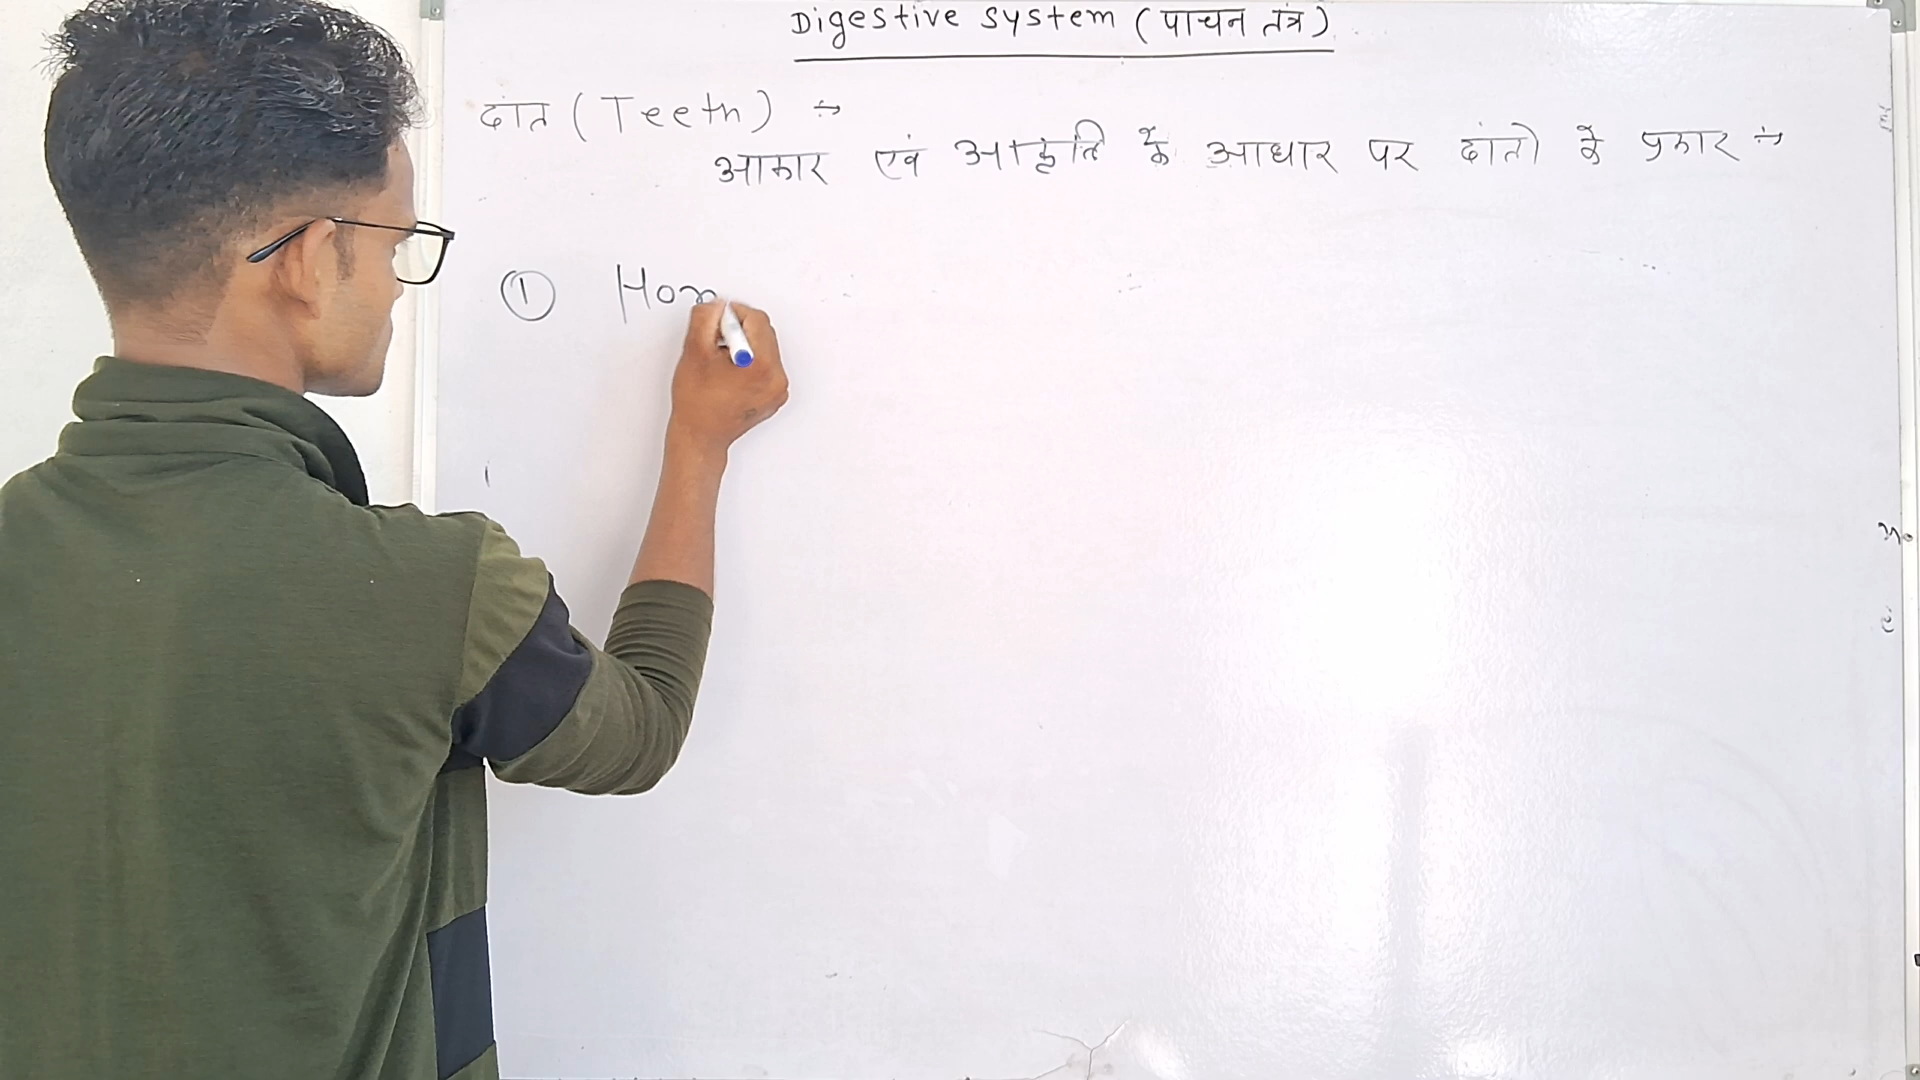 Digestive System (पाचन तंत्र)
दांत (Teeth) :→
आकार एवं आकृति के आधार पर दांतो के प्रकार :→
① Hom